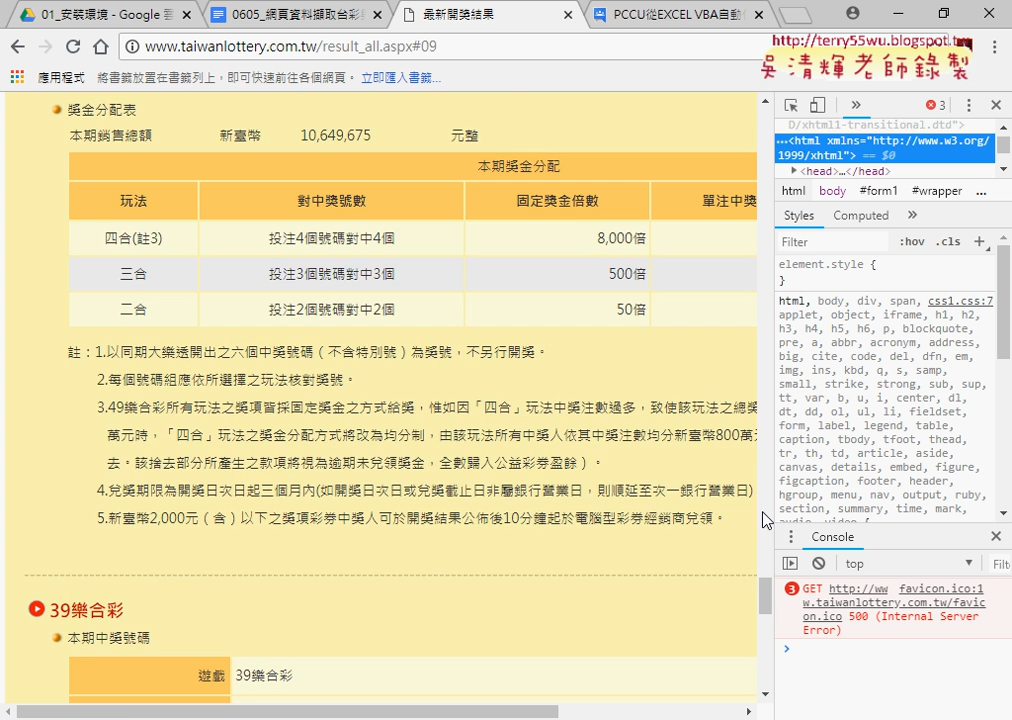 01_安裝環境 - Google 雲
0605_網頁資料擷取台彩
最新開獎結果
PCCU從EXCEL VBA自動
www.taiwanlottery.com.tw/result_all.aspx#09
http://terry55wu.blogspot.tw
吳清輝老師錄製
應用程式 將書籤放置在書籤列上，即可快速前往各個網頁。 立即匯入書籤...
獎金分配表
本期銷售總額 新臺幣 10,649,675 元整
本期獎金分配
玩法 對中獎號數 固定獎金倍數 單注中獎
四合(註3) 投注4個號碼對中4個 8,000倍
三合 投注3個號碼對中3個 500倍
二合 投注2個號碼對中2個 50倍
註：1.以同期大樂透開出之六個中獎號碼（不含特別號）為獎號，不另行開獎。
2.每個號碼組應依所選擇之玩法核對獎號。
3.49樂合彩所有玩法之獎項皆採固定獎金之方式給獎，惟如因「四合」玩法中獎注數過多，致使該玩法之總獎
萬元時，「四合」玩法之獎金分配方式將改為均分制，由該玩法所有中獎人依其中獎注數均分新臺幣800萬元
去。該捨去部分所產生之款項將視為逾期未兌領獎金，全數歸入公益彩券盈餘）。
4.兌獎期限為開獎日次日起三個月內(如開獎日次日或兌獎截止日非屬銀行營業日，則順延至次一銀行營業日)
5.新臺幣2,000元（含）以下之獎項彩券中獎人可於開獎結果公佈後10分鐘起於電腦型彩券經銷商兌領。
39樂合彩
本期中獎號碼
遊戲 39樂合彩
3
D/xhtml1-transitional.dtd">
…<html xmlns="http://www.w3.org/
1999/xhtml"> == $0
<head>…</head>
html body #form1 #wrapper ...
Styles Computed
Filter :hov .cls +
element.style {
}
html, body, div, span, css1.css:7
applet, object, iframe, h1, h2,
h3, h4, h5, h6, p, blockquote,
pre, a, abbr, acronym, address,
big, cite, code, del, dfn, em,
img, ins, kbd, q, s, samp,
small, strike, strong, sub, sup,
tt, var, b, u, i, center, dl,
dt, dd, ol, ul, li, fieldset,
form, label, legend, table,
caption, tbody, tfoot, thead,
tr, th, td, article, aside,
canvas, details, embed, figure,
figcaption, footer, header,
hgroup, menu, nav, output, ruby,
section, summary, time, mark,
audio, video {
Console
top Filt
3 GET http://ww favicon.ico:1
w.taiwanlottery.com.tw/favic
on.ico 500 (Internal Server
Error)